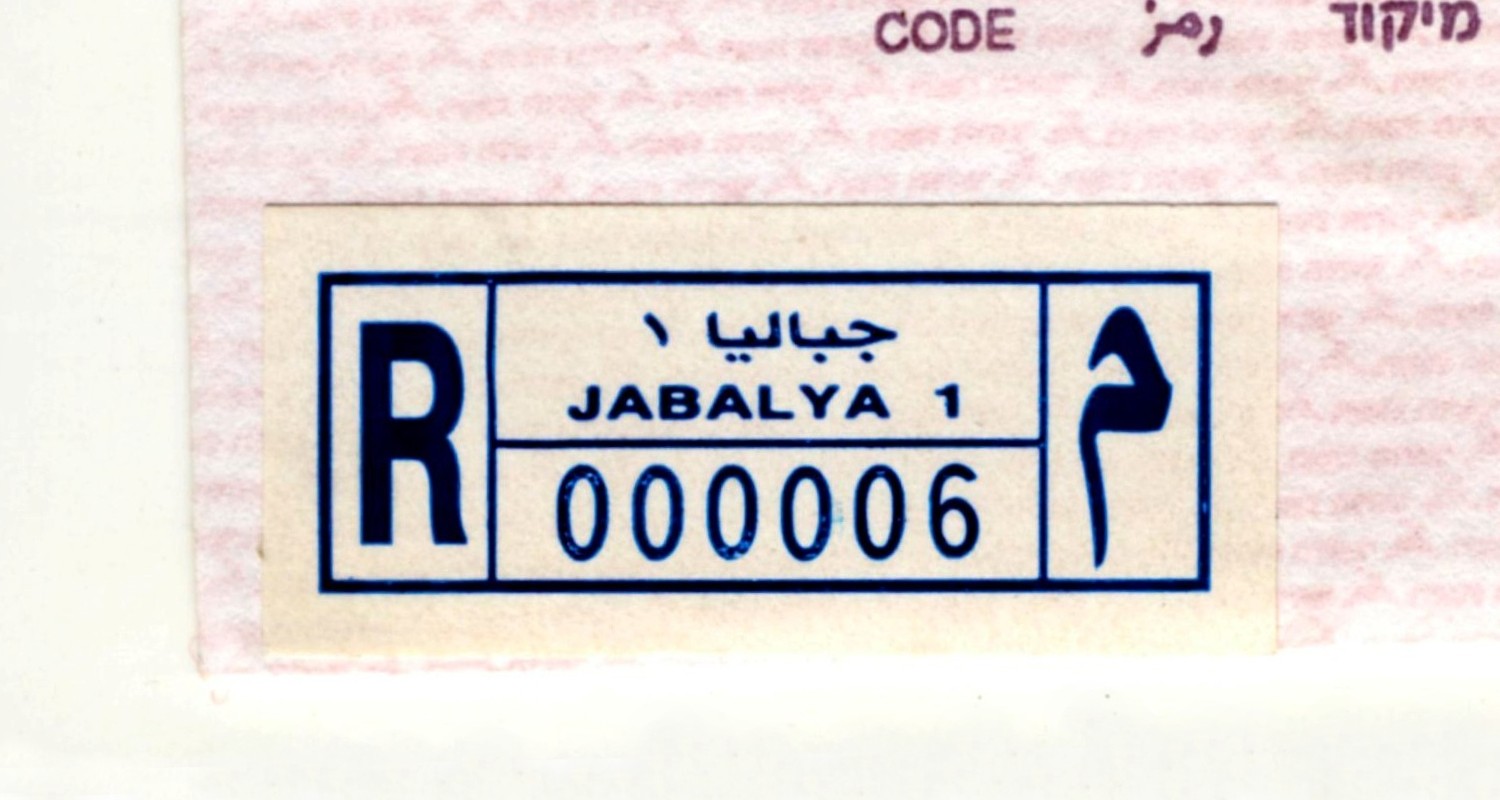 CODE رمز מיקוד
R
جباليا ١
JABALYA 1
000006
م